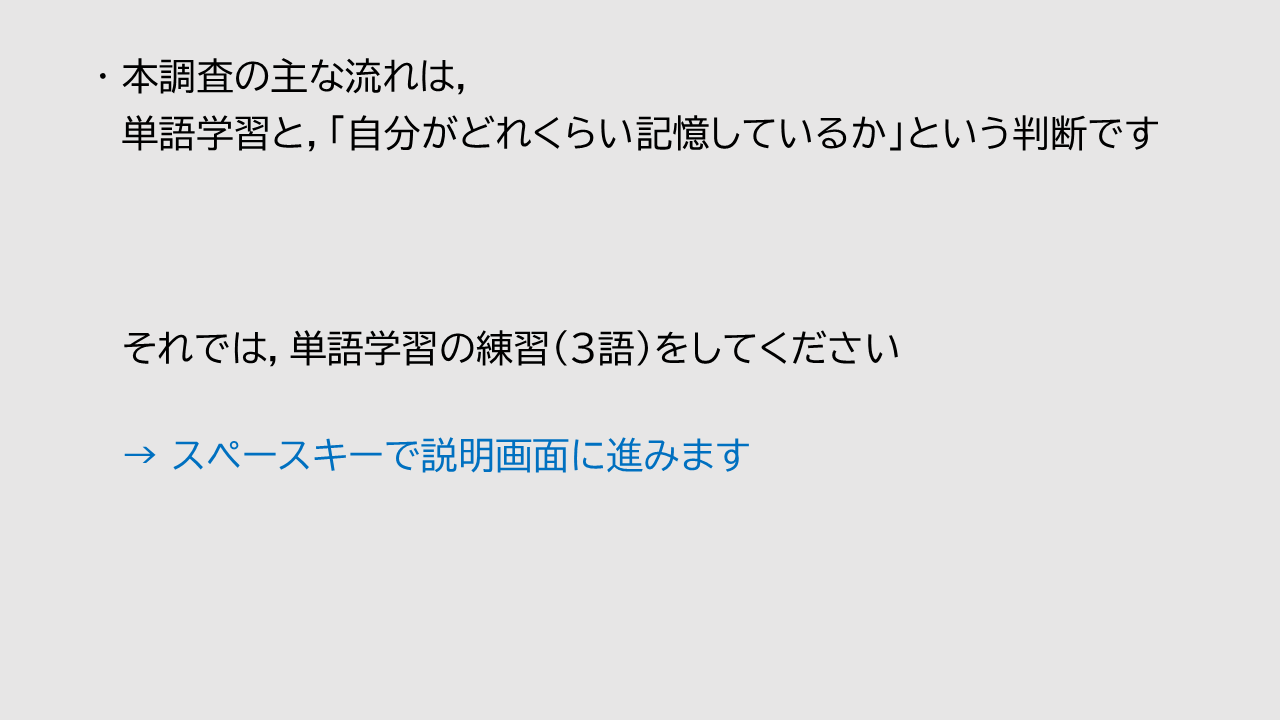 ・本調査の主な流れは，
単語学習と，「自分がどれくらい記憶しているか」という判断です
それでは，単語学習の練習（３語）をしてください
→ スペースキーで説明画面に進みます